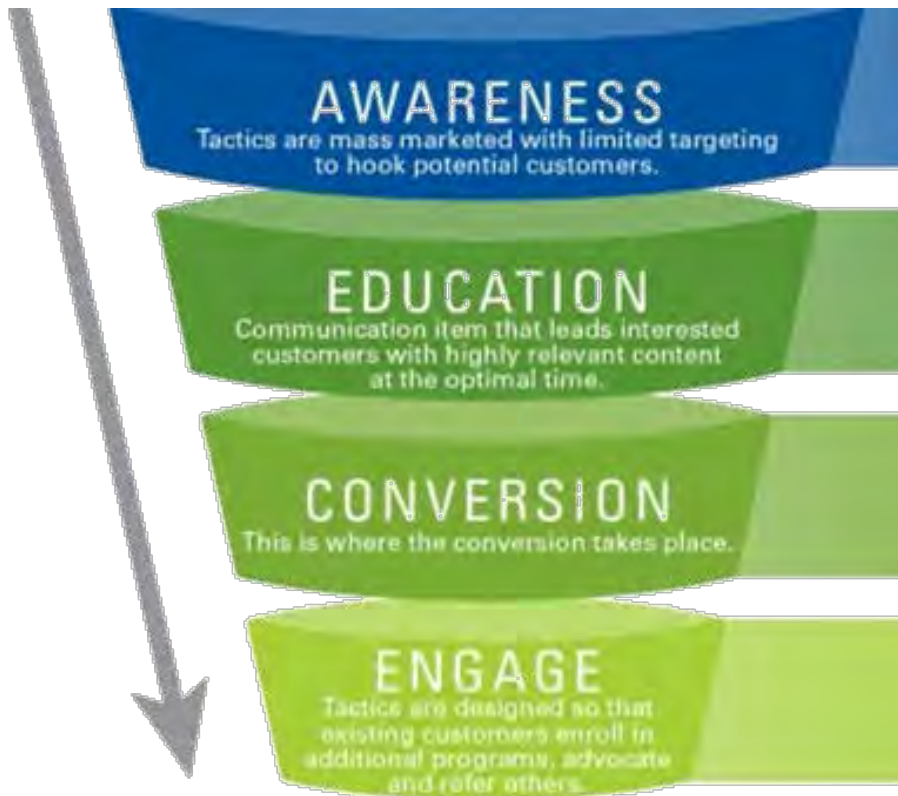 AWARENESS
Tactics are mass marketed with limited targeting
to hook potential customers.
EDUCATION
Communication item that leads interested
customers with highly relevant content
at the optimal time.
CONVERSION
This is where the conversion takes place.
ENGAGE
Tactics are designed so that
existing customers enroll in
additional programs, advocate
and refer others.